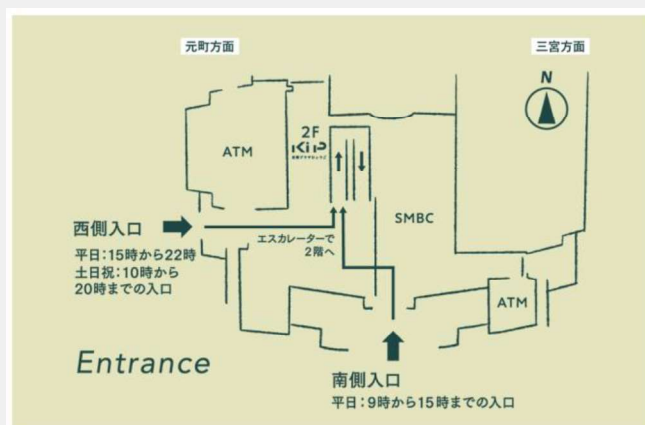 元町方面
三宮方面
N
2F
KiP
ATM
SMBC
西側入口
平日:15時から22時
土日祝:10時から
20時までの入口
エスカレーターで
2階へ
ATM
Entrance
南側入口
平日:9時から15時までの入口